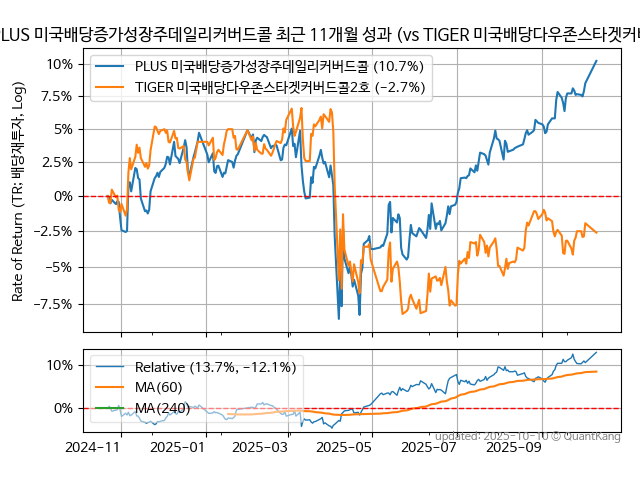 PLUS 미국배당증가성장주데일리커버드콜 최근 11개월 성과 (vs TIGER 미국배당다우존스타겟커버
PLUS 미국배당증가성장주데일리커버드콜 (10.7%)
TIGER 미국배당다우존스타겟커버드콜2호 (−2.7%)
Rate of Return (TR: 배당재투자, Log)
10%
7.5%
5%
2.5%
0%
−2.5%
−5%
−7.5%
Relative (13.7%, −12.1%)
MA(60)
MA(240)
10%
0%
2024−11
2025−01
2025−03
2025−05
2025−07
2025−09
updated: 2025-10-10 © QuantKang